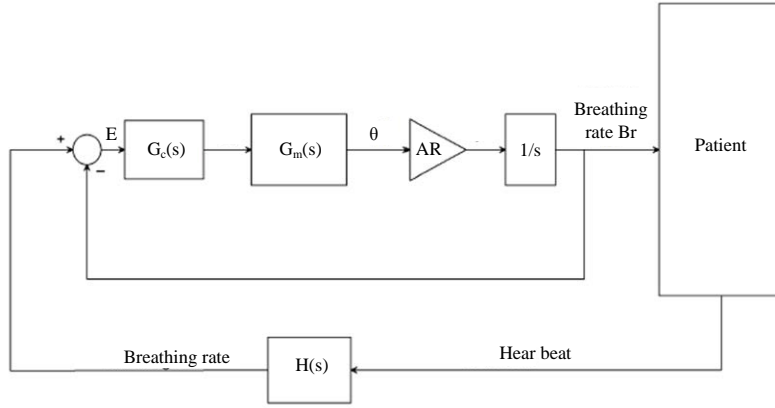 Breathing
rate Br
+
E
Gc(s)
Gm(s)
θ
AR
1/s
Patient
−
Breathing rate
H(s)
Hear beat